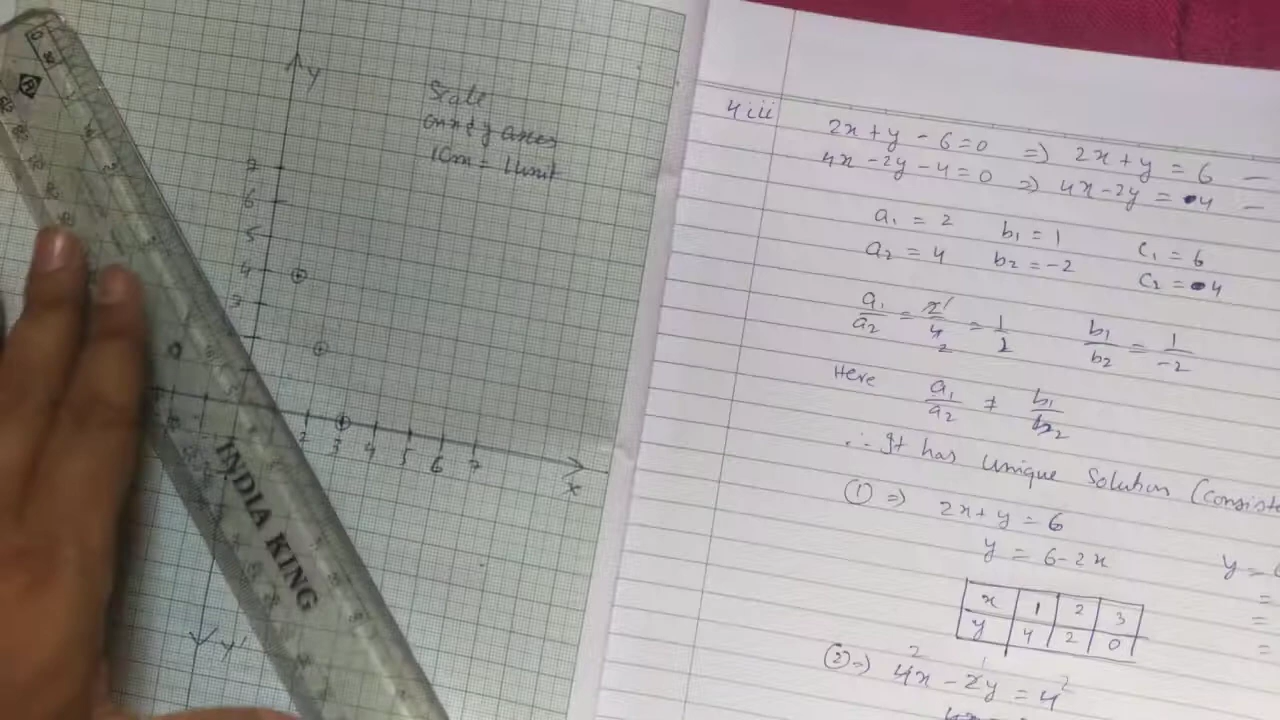 y
Scale
on x & y axes
1cm = 1unit
7
6
5
4
3
2 3 4 5 6 7
x
y'
INDIA KING
4iii
2x + y - 6 = 0 => 2x + y = 6 —
4x - 2y - 4 = 0 => 4x - 2y = 4 —
a₁ = 2 b₁ = 1 c₁ = 6
a₂ = 4 b₂ = -2 c₂ = 4
a₁/a₂ = 2/4 = 1/2 b₁/b₂ = 1/-2
Here a₁/a₂ ≠ b₁/b₂
∴ It has Unique Solution (Consiste
(1) => 2x + y = 6
y = 6 - 2x y =
x 1 2 3
y 4 2 0
(2) => 4x - 2y = 4